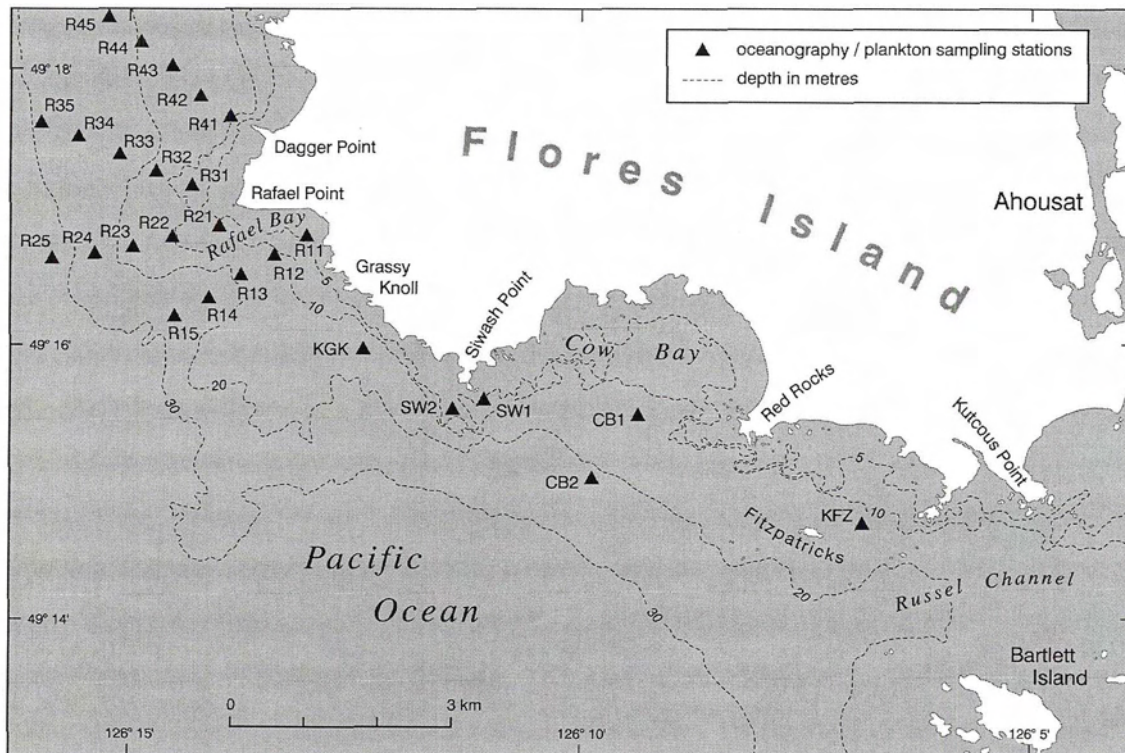 R45
R44
49° 18'
R43
R42
R35
R34
R41
R33
R32
R31
Dagger Point
Rafael Point
R25
R24
R23
R22
R21
Rafael Bay
R11
R12
R13
R14
R15
Grassy
Knoll
5
10
20
30
oceanography / plankton sampling stations
depth in metres
Flores Island
Ahousat
49° 16'
KGK
Siwash Point
Cow Bay
SW2
SW1
CB1
CB2
Red Rocks
Kutcous Point
5
10
KFZ
Fitzpatricks
20
30
Russel Channel
Pacific
Ocean
49° 14'
Bartlett
Island
0
3 km
126° 15'
126° 10'
126° 5'